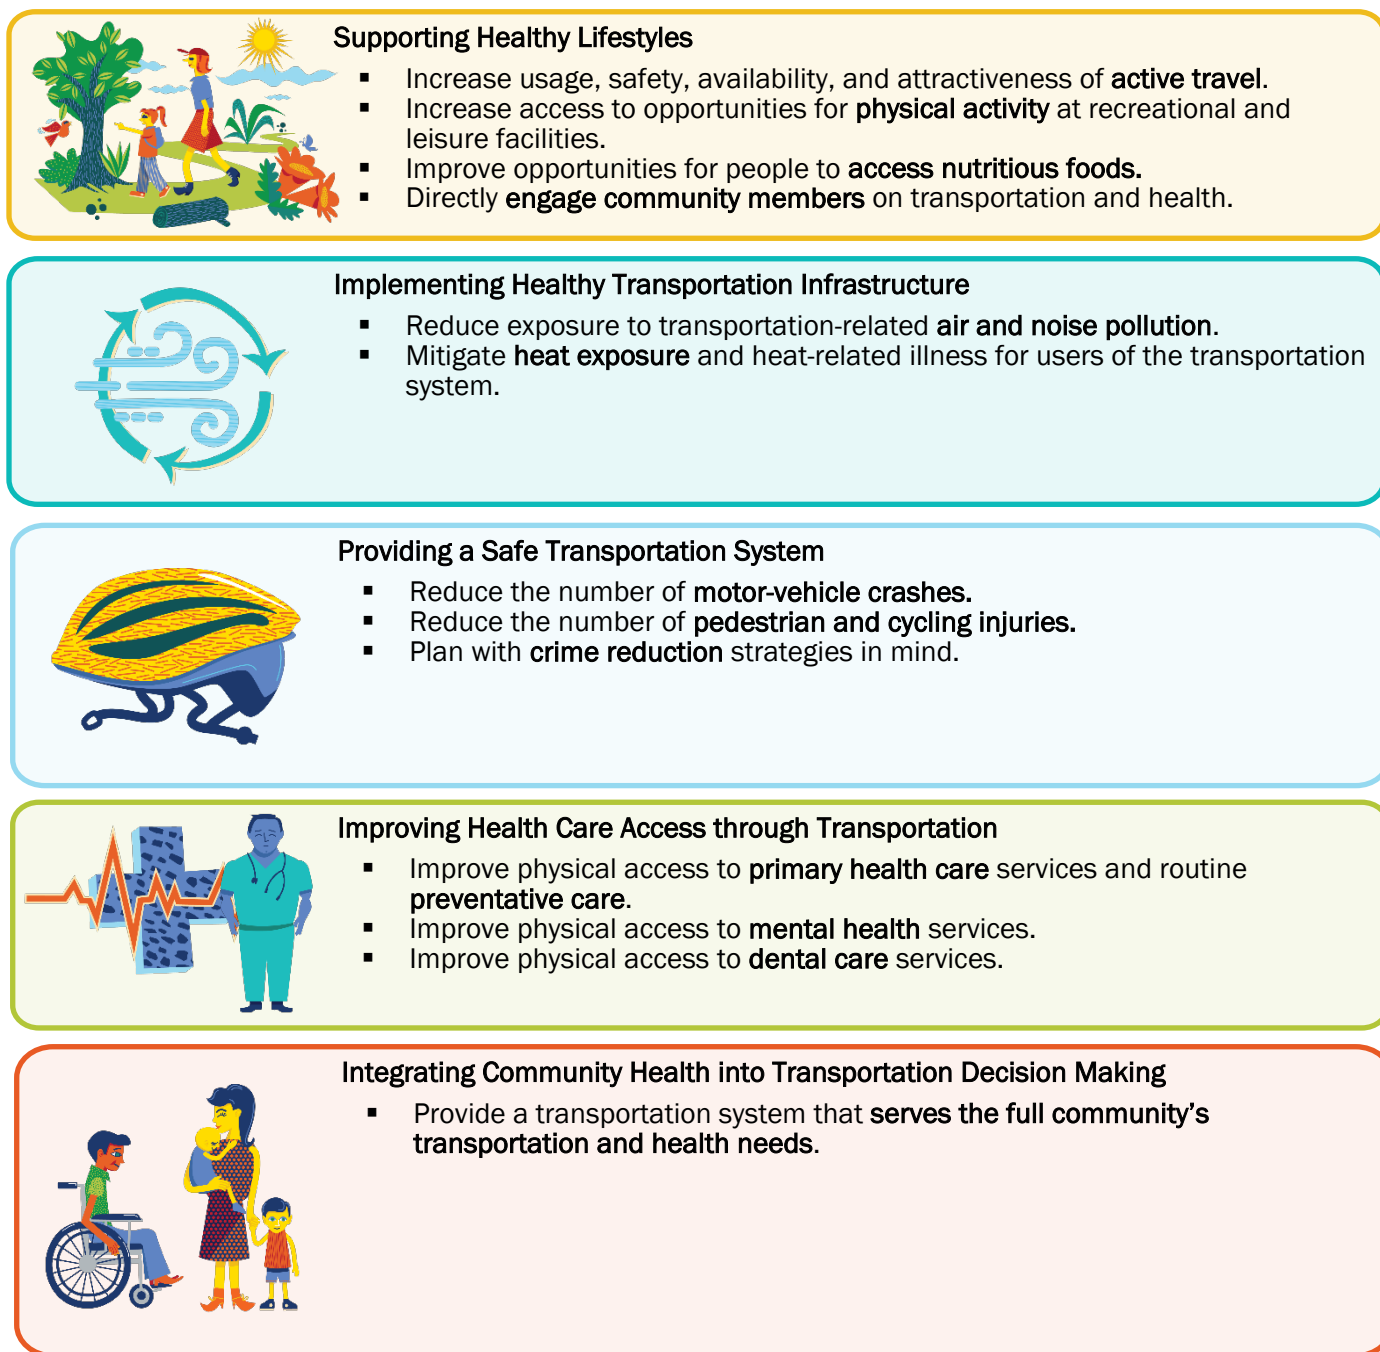 Supporting Healthy Lifestyles
▪ Increase usage, safety, availability, and attractiveness of active travel.
▪ Increase access to opportunities for physical activity at recreational and
leisure facilities.
▪ Improve opportunities for people to access nutritious foods.
▪ Directly engage community members on transportation and health.
Implementing Healthy Transportation Infrastructure
▪ Reduce exposure to transportation-related air and noise pollution.
▪ Mitigate heat exposure and heat-related illness for users of the transportation
system.
Providing a Safe Transportation System
▪ Reduce the number of motor-vehicle crashes.
▪ Reduce the number of pedestrian and cycling injuries.
▪ Plan with crime reduction strategies in mind.
Improving Health Care Access through Transportation
▪ Improve physical access to primary health care services and routine
preventative care.
▪ Improve physical access to mental health services.
▪ Improve physical access to dental care services.
Integrating Community Health into Transportation Decision Making
▪ Provide a transportation system that serves the full community’s
transportation and health needs.